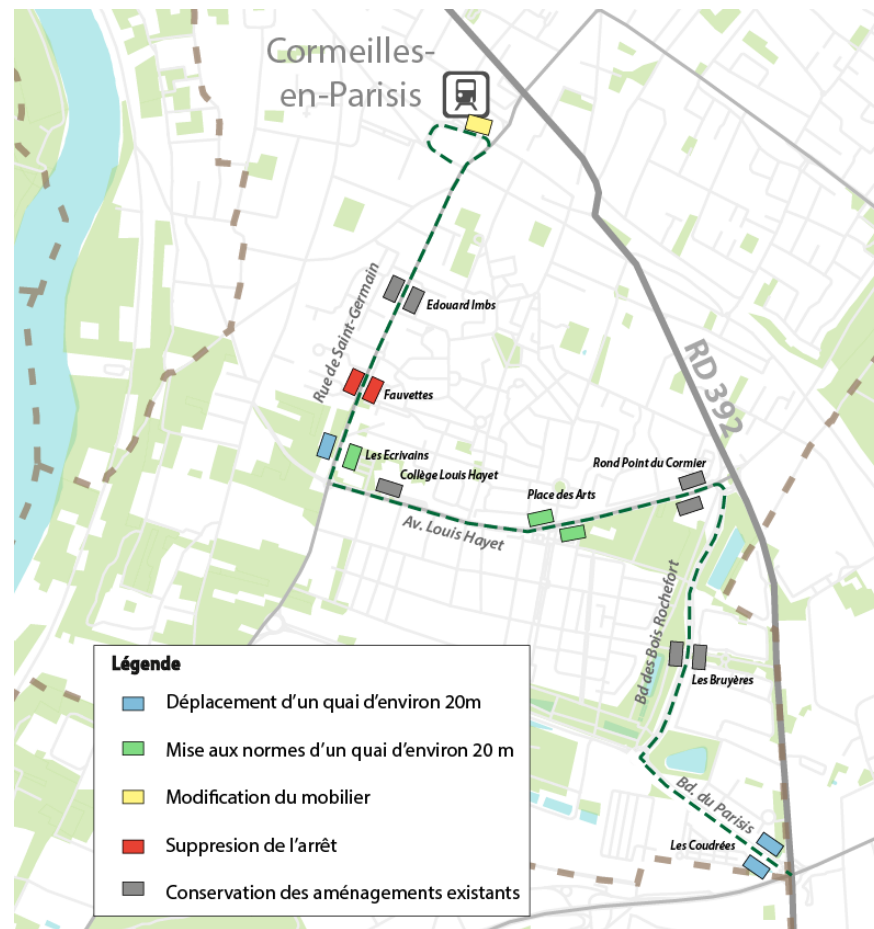 Cormeilles-
en-Parisis
Edouard Imbs
Rue de Saint-Germain
Fauvettes
RD 392
Les Ecrivains
Collège Louis Hayet
Rond Point du Cormier
Place des Arts
Av. Louis Hayet
Bd des Bois Rochefort
Les Bruyères
Bd. du Parisis
Les Coudrées
Légende
Déplacement d'un quai d'environ 20m
Mise aux normes d'un quai d'environ 20 m
Modification du mobilier
Suppresion de l'arrêt
Conservation des aménagements existants